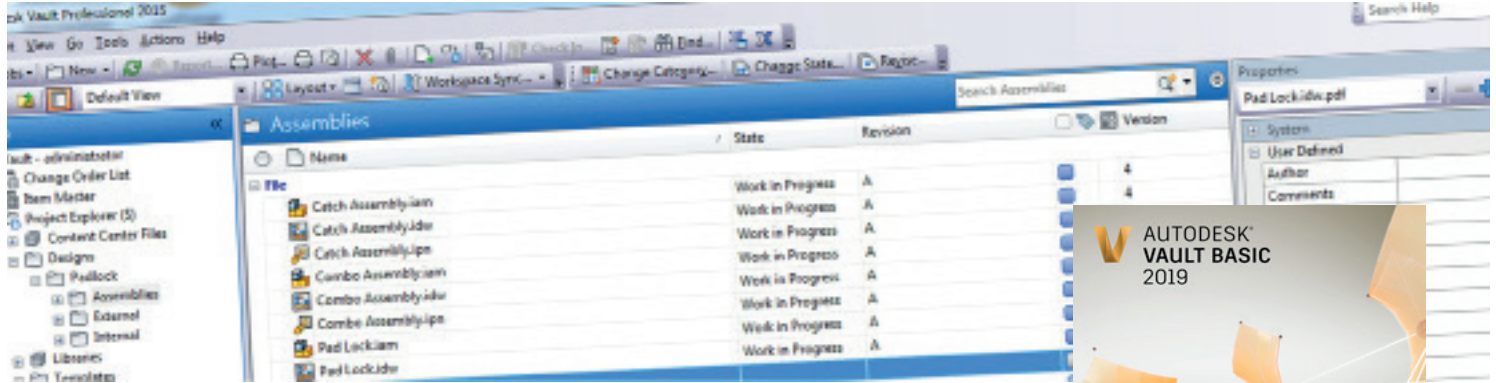 sk Vault Professional 2015
Search Help
View Go Tools Actions Help
New Report... Plot... Check In... Find...
Default View Layout Workspace Sync... Change Category... Change State... Revise...
Search Assemblies
Properties
Pad Lock.idw.pdf
Assemblies
Name State Revision Version
System
User Defined
Author
Comments
ault - administrator
Change Order List
Item Master
Project Explorer (S)
Content Center Files
Designs
Padlock
Assemblies
External
Internal
Libraries
Templates
File
Catch Assembly.iam Work in Progress A 4
Catch Assembly.idw Work in Progress A 4
Catch Assembly.ipn Work in Progress A
Combo Assembly.iam Work in Progress A
Combo Assembly.idw Work in Progress A
Combo Assembly.ipn Work in Progress A
Pad Lock.iam Work in Progress A
Pad Lock.idw Work in Progress A
AUTODESK®
VAULT BASIC
2019